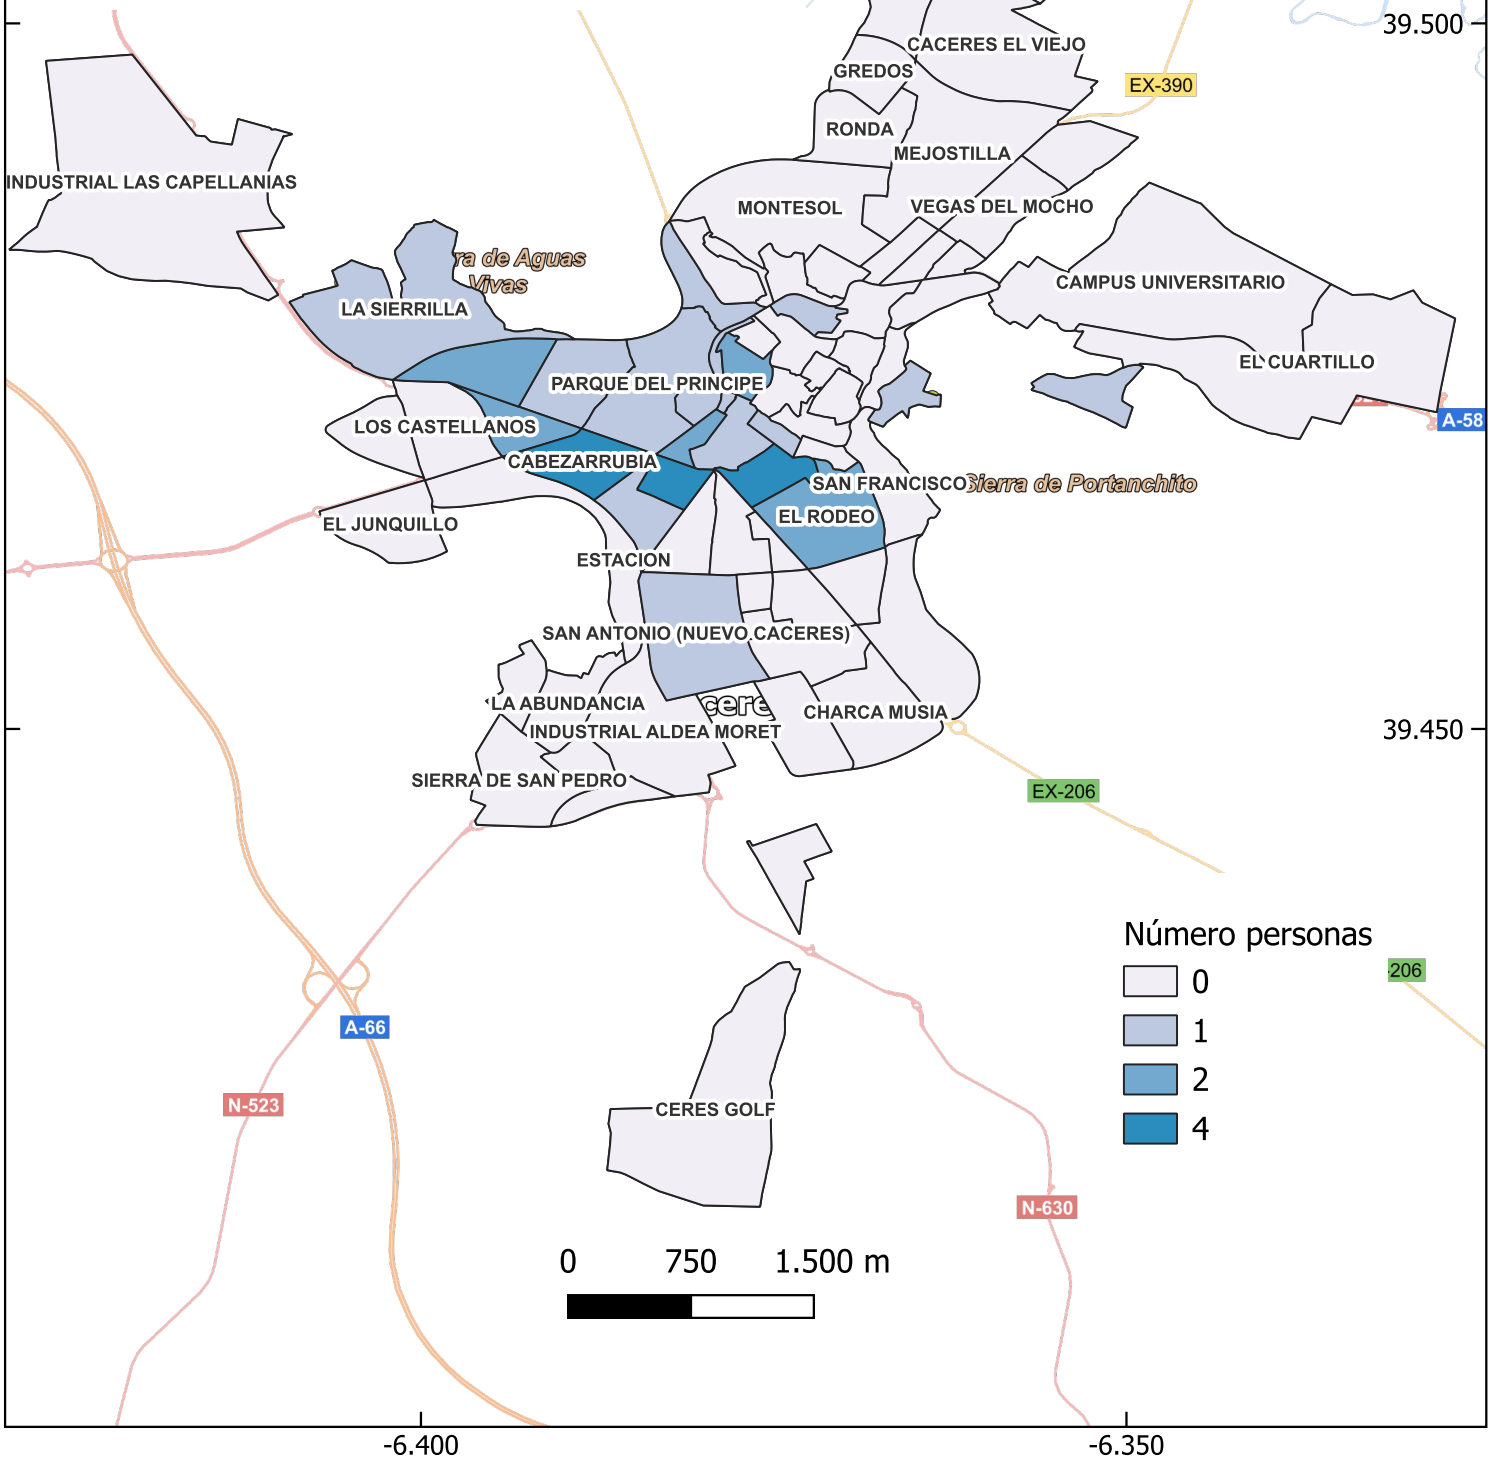 39.500
CACERES EL VIEJO
GREDOS
EX-390
RONDA
MEJOSTILLA
INDUSTRIAL LAS CAPELLANIAS
MONTESOL
VEGAS DEL MOCHO
ra de Aguas
Vivas
CAMPUS UNIVERSITARIO
LA SIERRILLA
EL CUARTILLO
PARQUE DEL PRINCIPE
A-58
LOS CASTELLANOS
CABEZARRUBIA
SAN FRANCISCO
Sierra de Portanchito
EL RODEO
EL JUNQUILLO
ESTACION
SAN ANTONIO (NUEVO CACERES)
LA ABUNDANCIA
cere
CHARCA MUSIA
INDUSTRIAL ALDEA MORET
39.450
SIERRA DE SAN PEDRO
EX-206
Número personas
-206
0
1
A-66
2
N-523
CERES GOLF
4
N-630
0 750 1.500 m
-6.400
-6.350